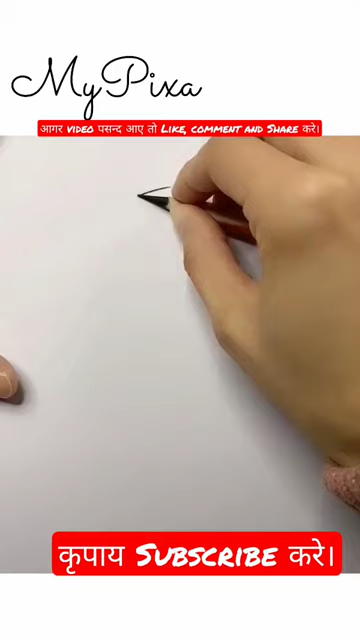 MyPixa
आगर video पसन्द आए तो Like, comment and Share करे।
कृपाय Subscribe करे।